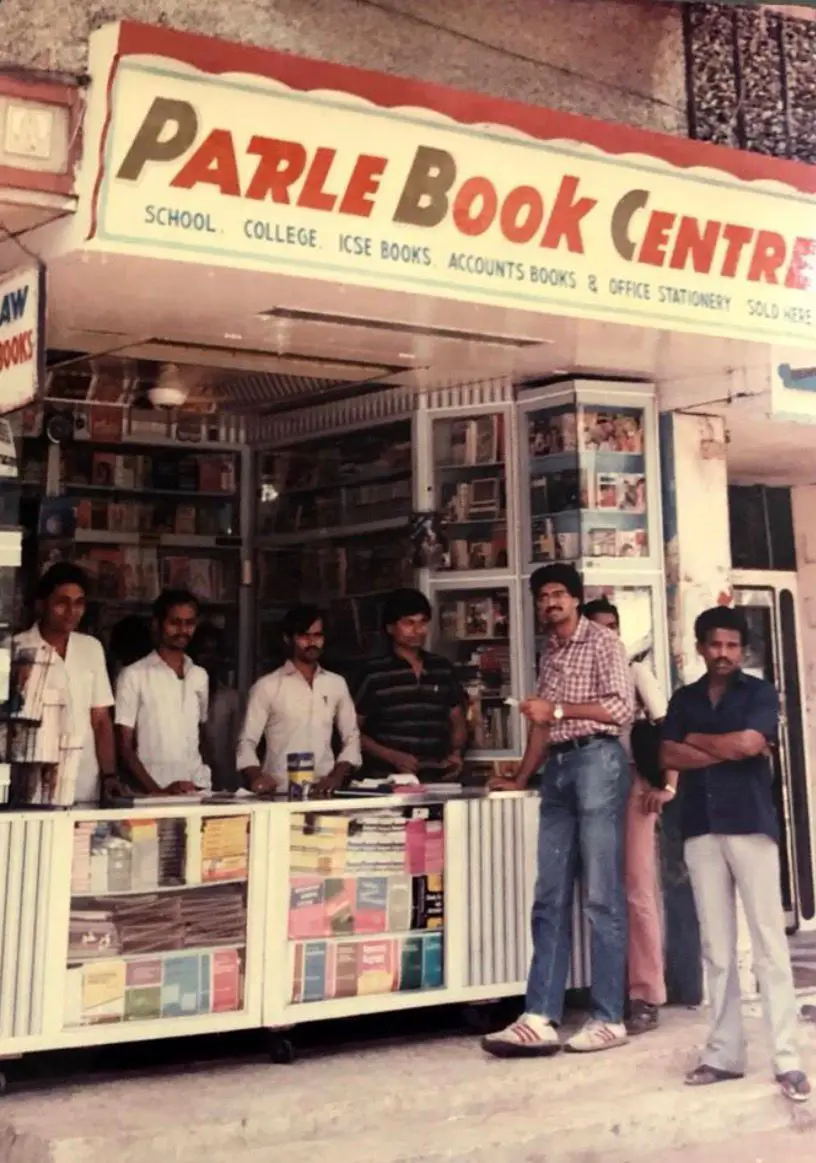 PARLE BOOK CENTRE
SCHOOL. COLLEGE. ICSE BOOKS. ACCOUNTS BOOKS & OFFICE STATIONERY SOLD HERE
AW
BOOKS